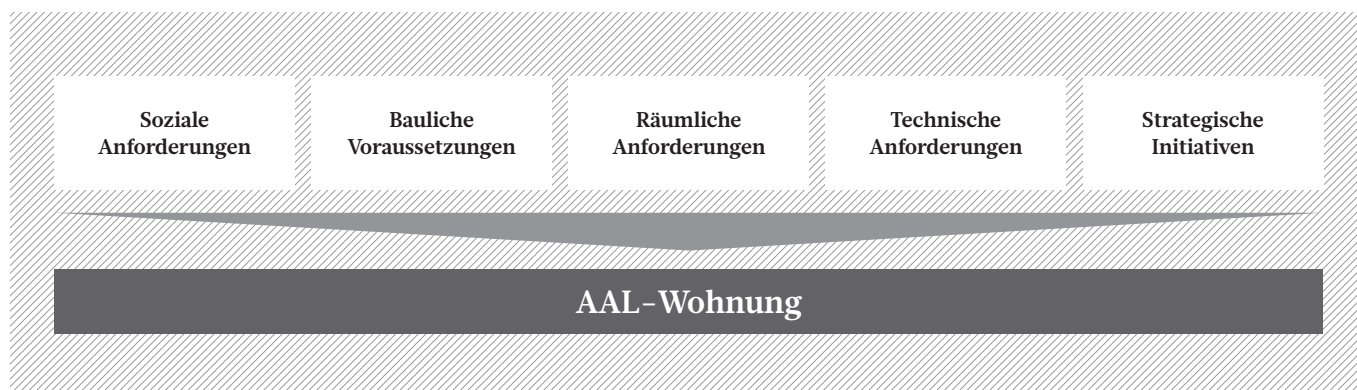 Soziale
Anforderungen
Bauliche
Voraussetzungen
Räumliche
Anforderungen
Technische
Anforderungen
Strategische
Initiativen
AAL–Wohnung